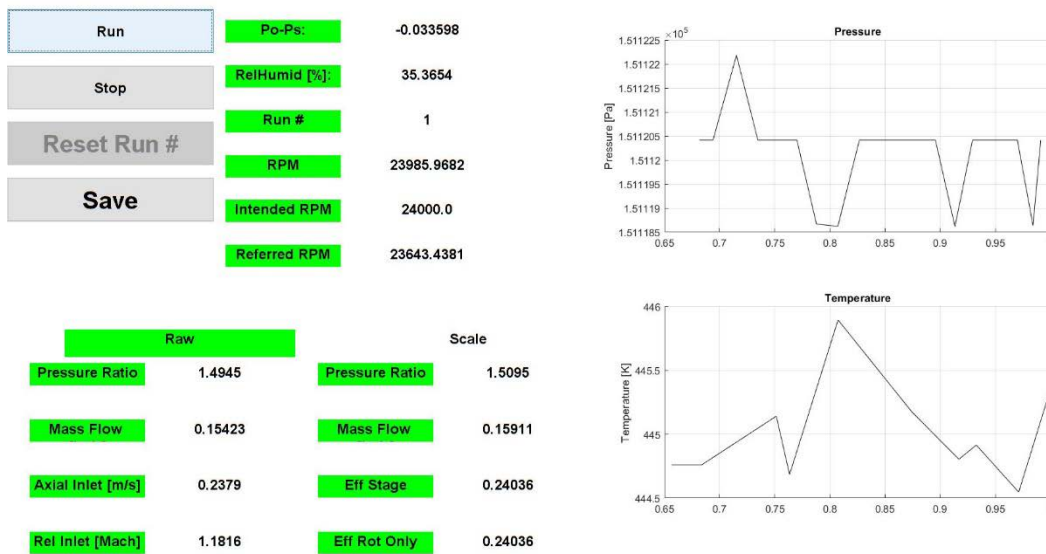 Run
Stop
Reset Run #
Save
Po-Ps: -0.033598
RelHumid [%]: 35.3654
Run # 1
RPM 23985.9682
Intended RPM 24000.0
Referred RPM 23643.4381
Raw Scale
Pressure Ratio 1.4945 Pressure Ratio 1.5095
Mass Flow 0.15423 Mass Flow 0.15911
Axial Inlet [m/s] 0.2379 Eff Stage 0.24036
Rel Inlet [Mach] 1.1816 Eff Rot Only 0.24036
Pressure
×10⁵
Pressure [Pa]
1.511225
1.51122
1.511215
1.51121
1.511205
1.5112
1.511195
1.51119
1.511185
0.65 0.7 0.75 0.8 0.85 0.9 0.95
Temperature
Temperature [K]
446
445.5
445
444.5
0.65 0.7 0.75 0.8 0.85 0.9 0.95